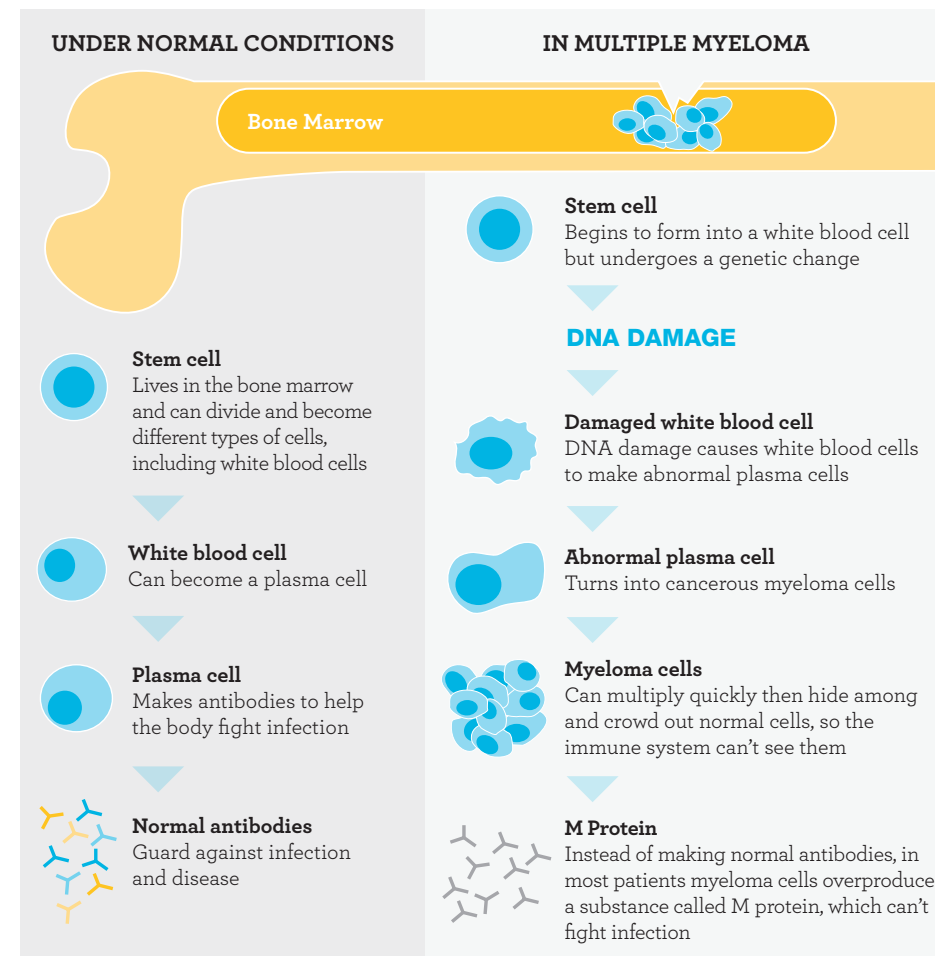 UNDER NORMAL CONDITIONS
IN MULTIPLE MYELOMA
Bone Marrow
Stem cell
Lives in the bone marrow
and can divide and become
different types of cells,
including white blood cells
White blood cell
Can become a plasma cell
Plasma cell
Makes antibodies to help
the body fight infection
Normal antibodies
Guard against infection
and disease
Stem cell
Begins to form into a white blood cell
but undergoes a genetic change
DNA DAMAGE
Damaged white blood cell
DNA damage causes white blood cells
to make abnormal plasma cells
Abnormal plasma cell
Turns into cancerous myeloma cells
Myeloma cells
Can multiply quickly then hide among
and crowd out normal cells, so the
immune system can't see them
M Protein
Instead of making normal antibodies, in
most patients myeloma cells overproduce
a substance called M protein, which can't
fight infection